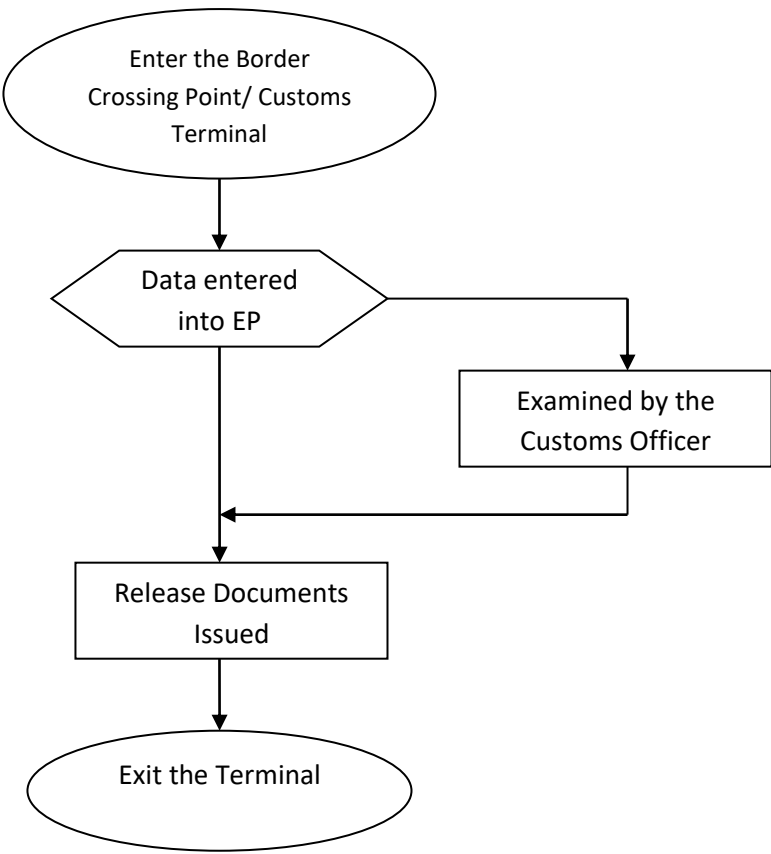 Enter the Border
Crossing Point/ Customs
Terminal
Data entered
into EP
Examined by the
Customs Officer
Release Documents
Issued
Exit the Terminal